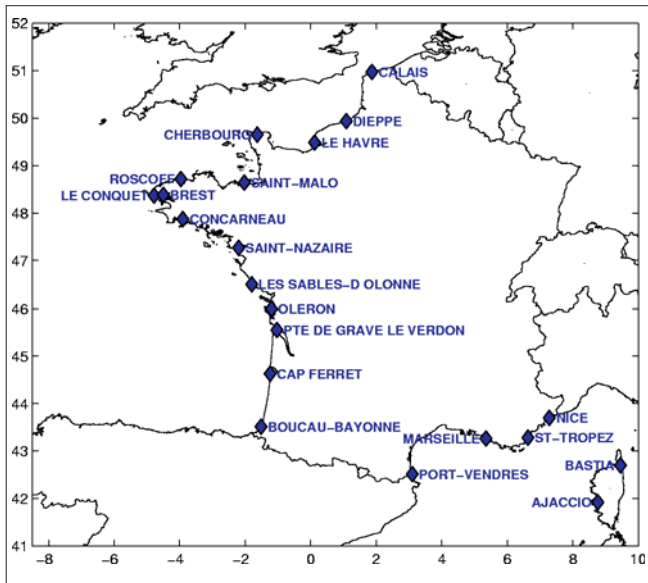 52
51
CALAIS
50
DIEPPE
CHERBOURG
LE HAVRE
49
ROSCOFF
SAINT-MALO
LE CONQUET
BREST
48
CONCARNEAU
SAINT-NAZAIRE
47
LES SABLES-D OLONNE
46
OLERON
PTE DE GRAVE LE VERDON
45
CAP FERRET
44
NICE
BOUCAU-BAYONNE
MARSEILLE
ST-TROPEZ
43
BASTIA
PORT-VENDRES
42
AJACCIO
41
-8 -6 -4 -2 0 2 4 6 8 10